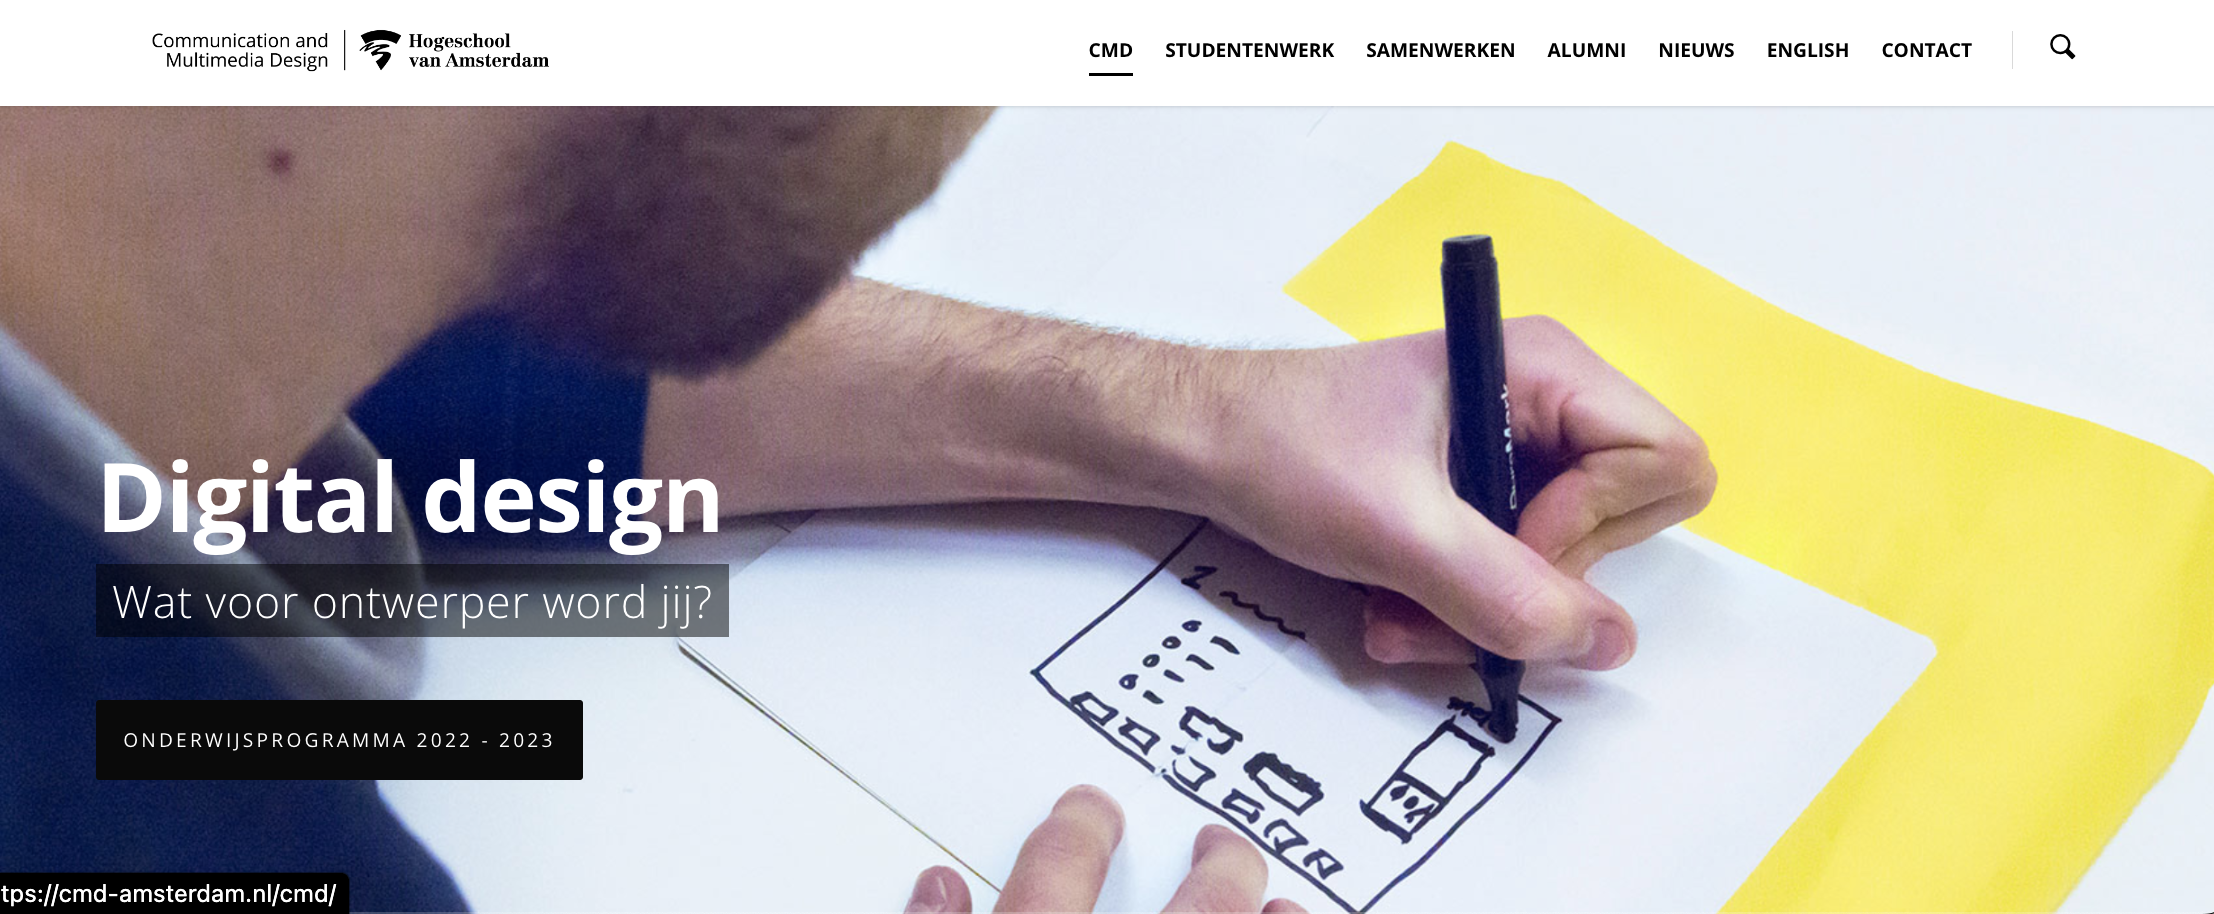 Communication and
Multimedia Design
Hogeschool
van Amsterdam
CMD STUDENTENWERK SAMENWERKEN ALUMNI NIEUWS ENGLISH CONTACT
Digital design
Wat voor ontwerper word jij?
ONDERWIJSPROGRAMMA 2022 - 2023
tps://cmd-amsterdam.nl/cmd/